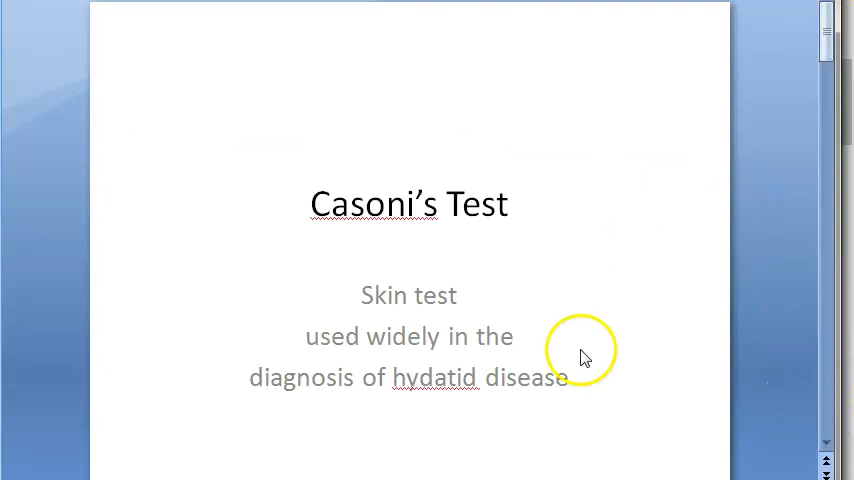 Casoni’s Test
Skin test
used widely in the
diagnosis of hydatid disease